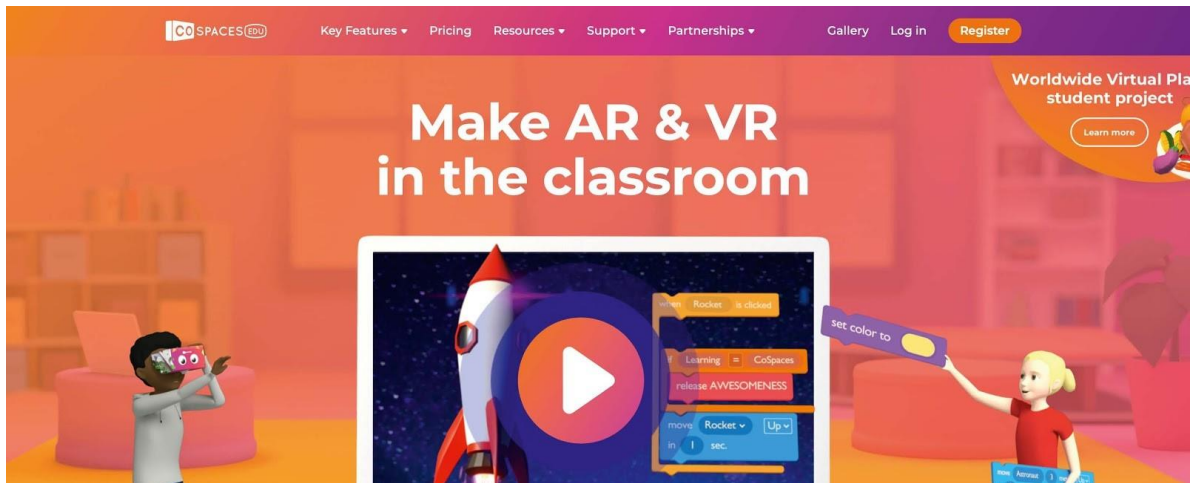 CO SPACES EDU
Key Features
Pricing
Resources
Support
Partnerships
Gallery
Log in
Register
Worldwide Virtual Pla
student project
Learn more
Make AR & VR
in the classroom
when Rocket is clicked
if Learning = CoSpaces
release AWESOMENESS
move Rocket Up
in 1 sec.
set color to
move Astronaut